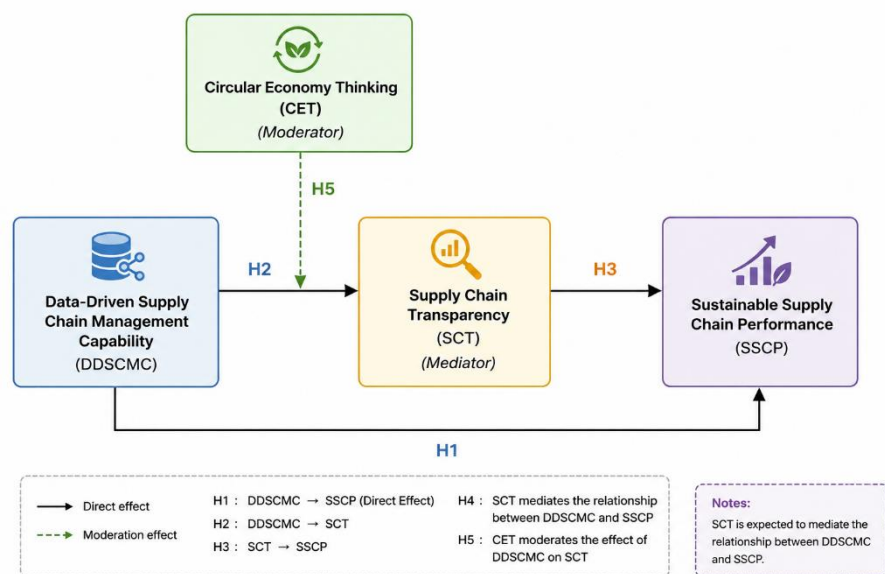 Circular Economy Thinking
(CET)
(Moderator)
H5
Data-Driven Supply
Chain Management
Capability
(DDSCMC)
H2
Supply Chain
Transparency
(SCT)
(Mediator)
H3
Sustainable Supply
Chain Performance
(SSCP)
H1
Direct effect
Moderation effect
H1 : DDSCMC → SSCP (Direct Effect)
H2 : DDSCMC → SCT
H3 : SCT → SSCP
H4 : SCT mediates the relationship
between DDSCMC and SSCP
H5 : CET moderates the effect of
DDSCMC on SCT
Notes:
SCT is expected to mediate the
relationship between DDSCMC
and SSCP.